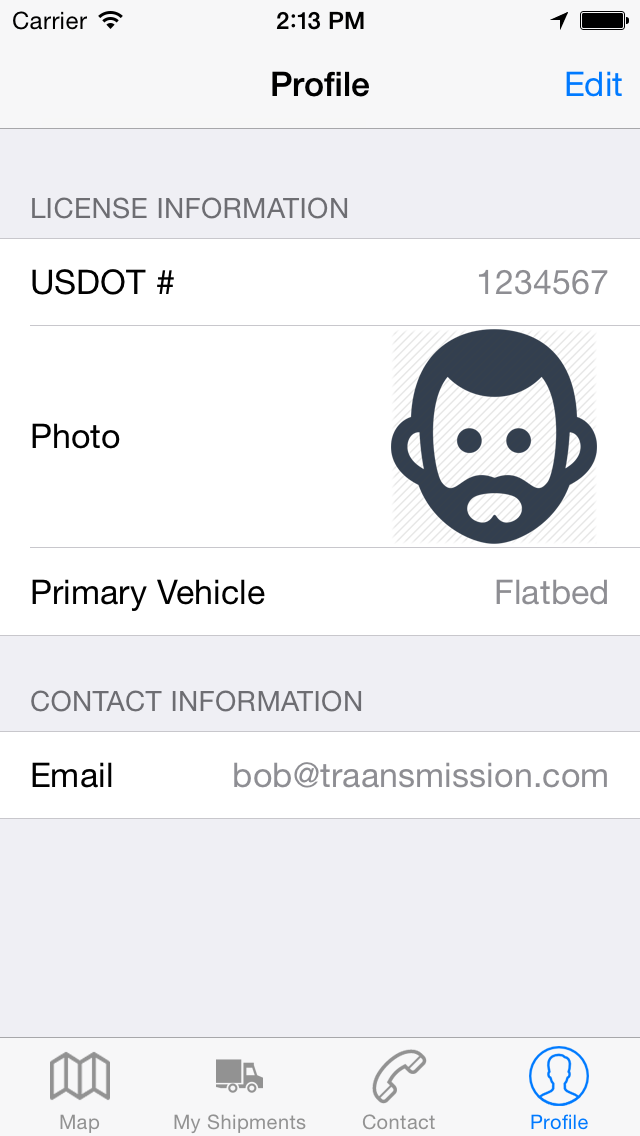 Carrier 2:13 PM
Profile Edit
LICENSE INFORMATION
USDOT # 1234567
Photo
Primary Vehicle Flatbed
CONTACT INFORMATION
Email bob@traansmission.com
Map My Shipments Contact Profile